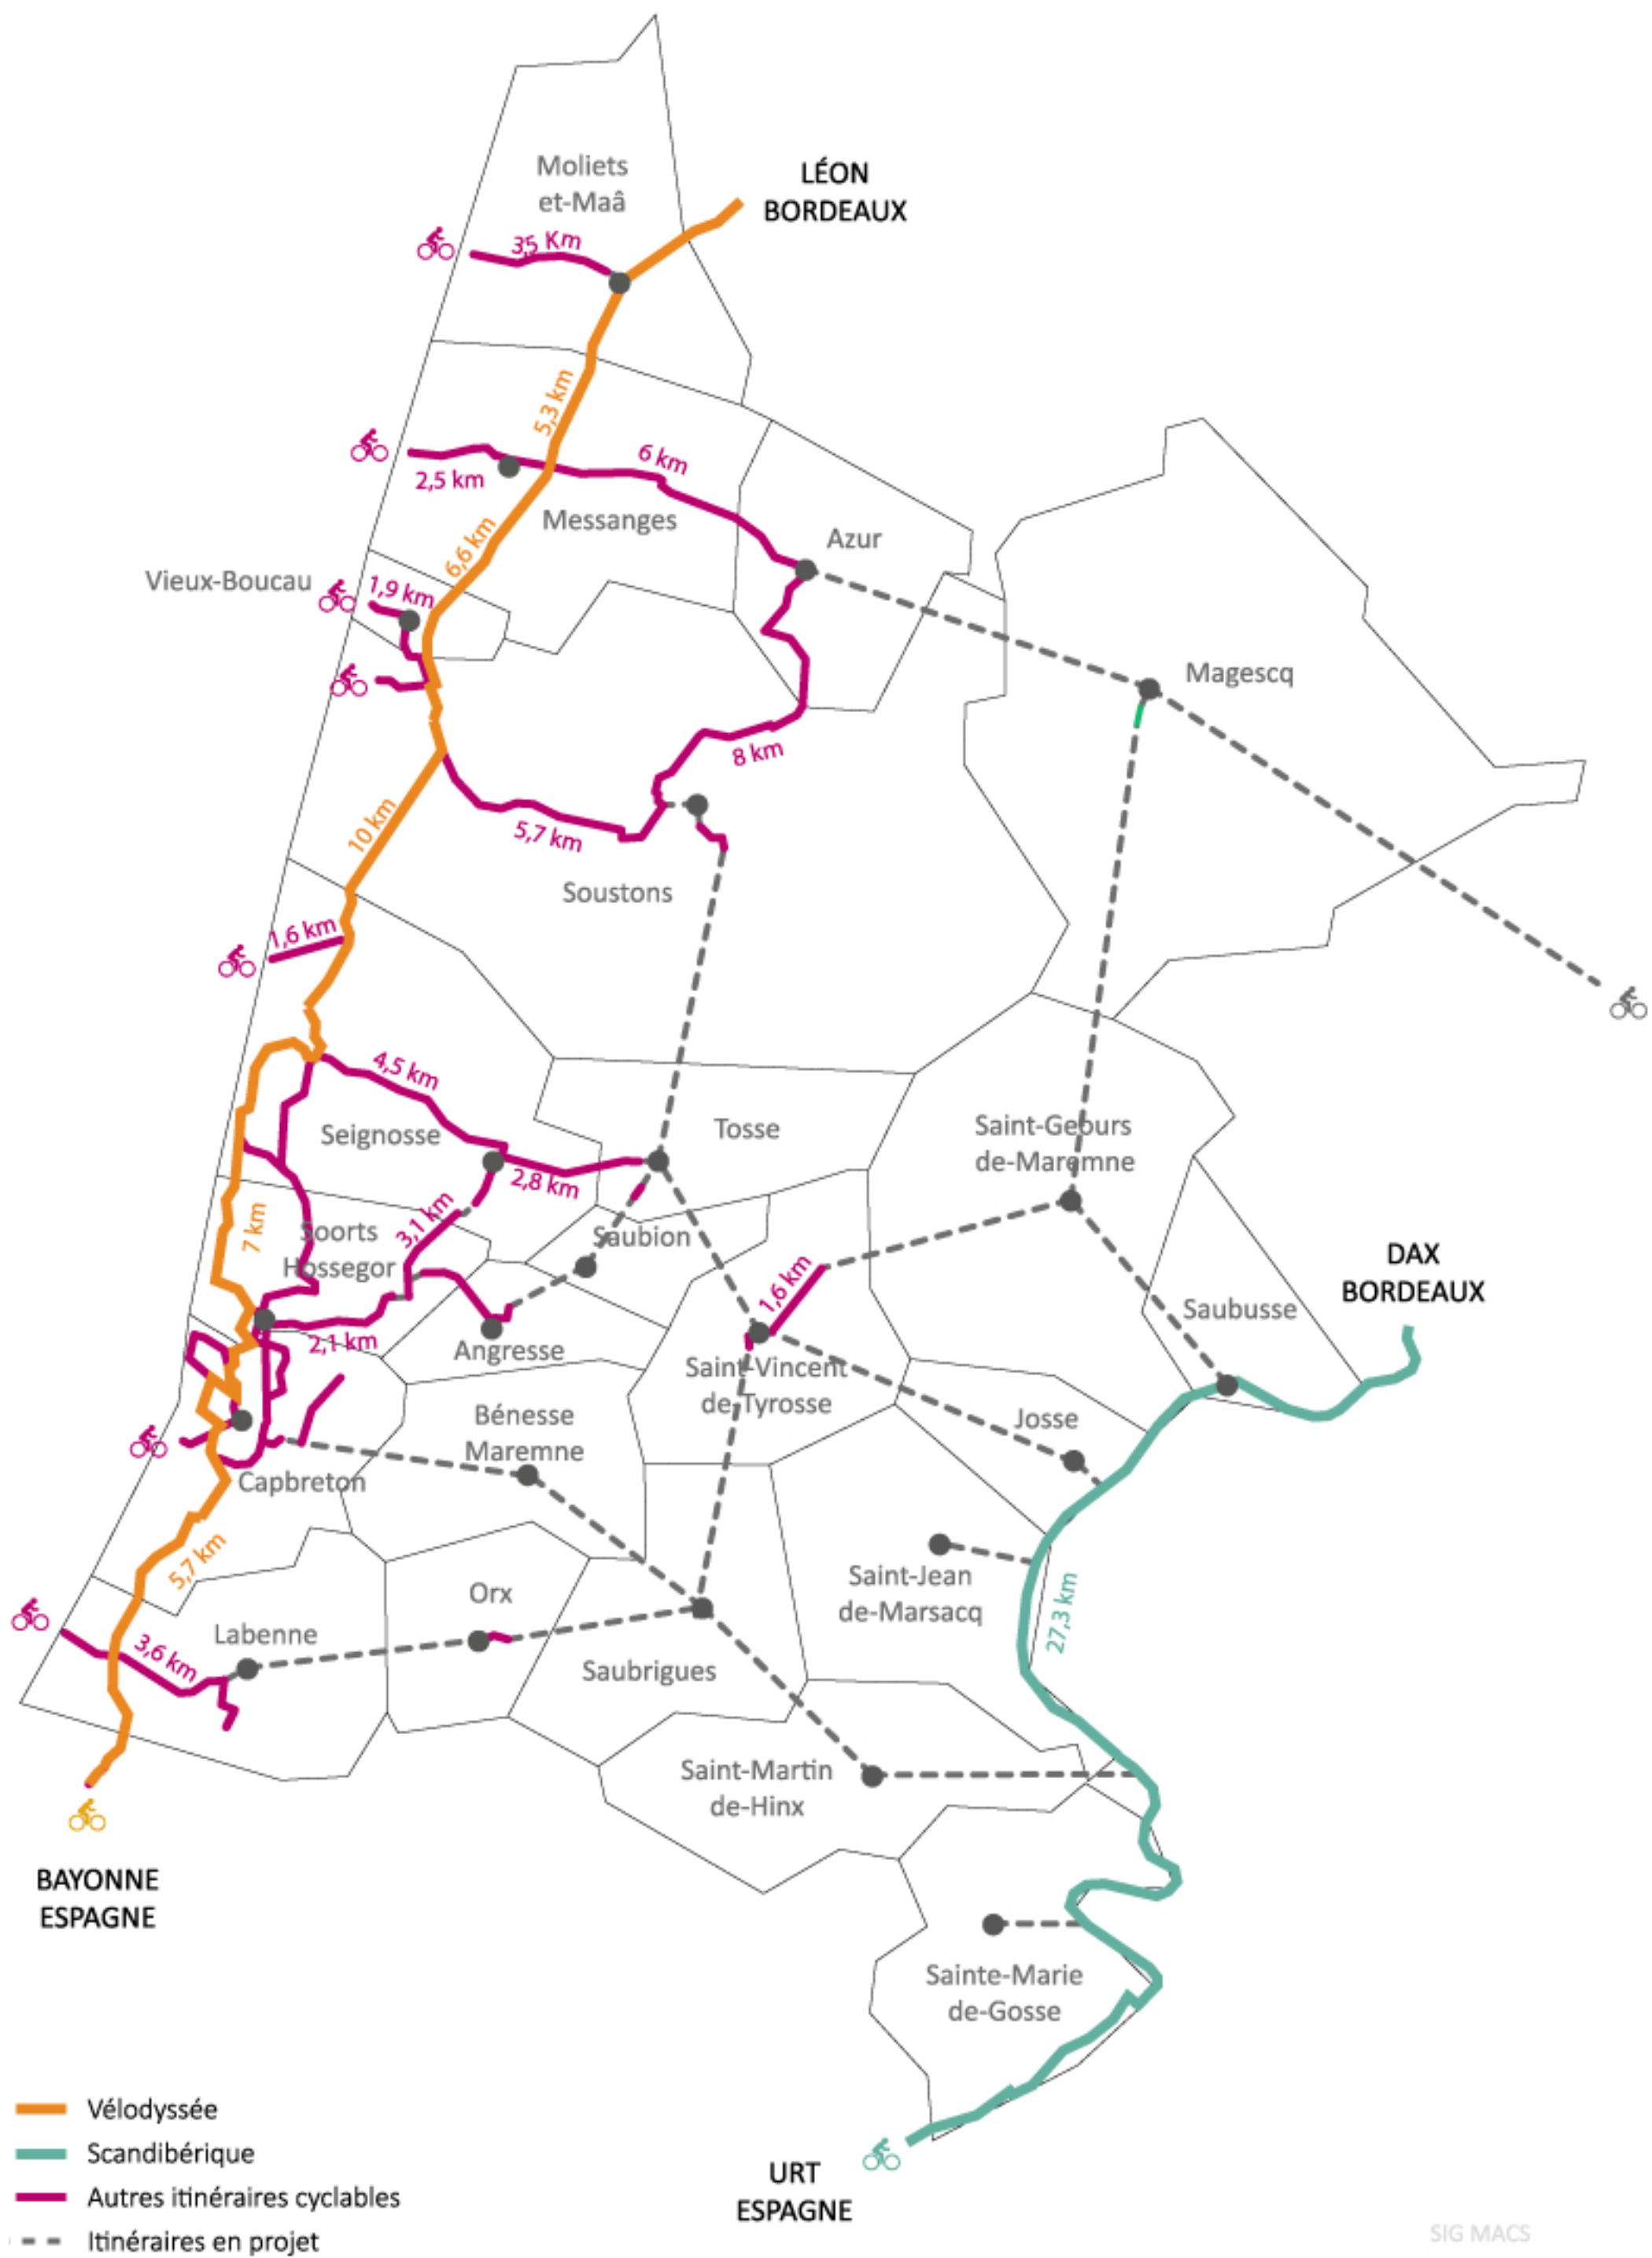 Moliets
et-Maâ
LÉON
BORDEAUX
35 Km
5,3 km
2,5 km
6 km
Messanges
Azur
6,6 km
Vieux-Boucau
1,9 km
Magescq
8 km
10 km
5,7 km
Soustons
1,6 km
4,5 km
Seignosse
Tosse
Saint-Geours
de-Maremne
2,8 km
7 km
3,1 km
Soorts
Hossegor
Saubion
DAX
BORDEAUX
1,6 km
Saubusse
2,1 km
Angresse
Saint-Vincent
de-Tyrosse
Bénesse
Maremne
Josse
Capbreton
5,7 km
Saint-Jean
de-Marsacq
27,3 km
Orx
Labenne
3,6 km
Saubrigues
Saint-Martin
de-Hinx
BAYONNE
ESPAGNE
Sainte-Marie
de-Gosse
URT
ESPAGNE
Vélodyssée
Scandibérique
Autres itinéraires cyclables
Itinéraires en projet
SIG MACS